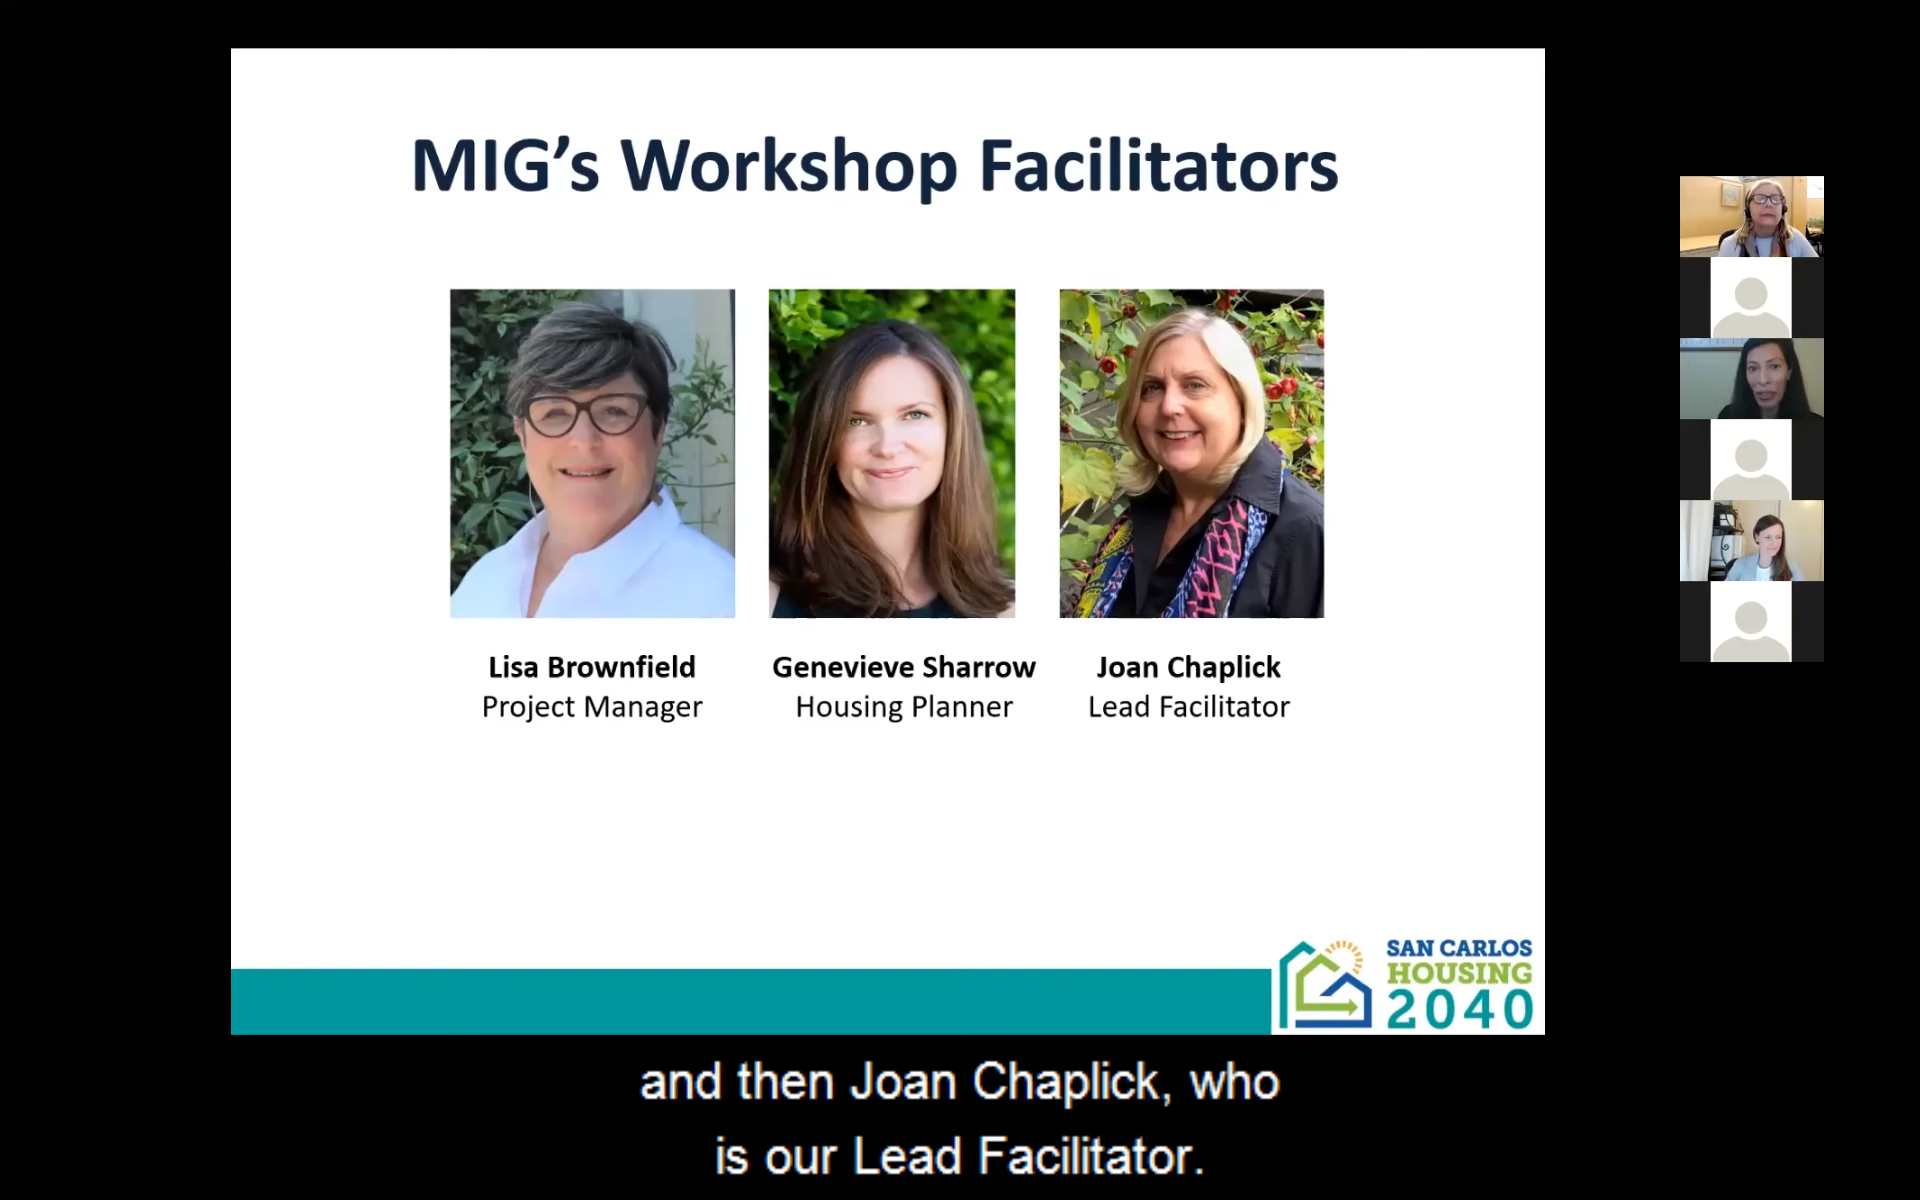 MIG’s Workshop Facilitators
Lisa Brownfield
Project Manager
Genevieve Sharrow
Housing Planner
Joan Chaplick
Lead Facilitator
SAN CARLOS
HOUSING
2040
and then Joan Chaplick, who
is our Lead Facilitator.